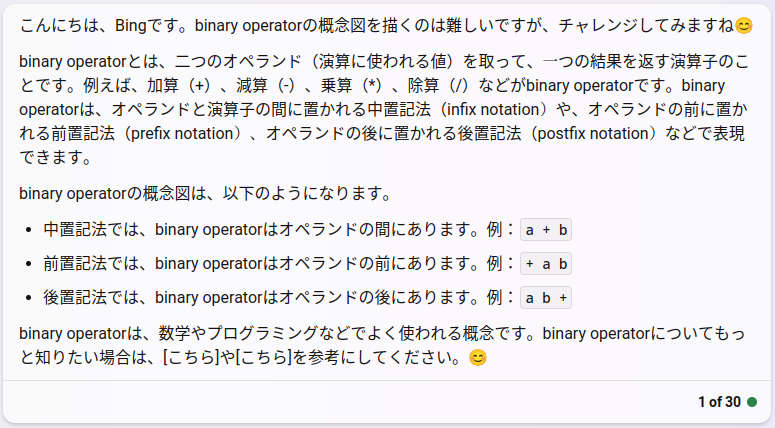 こんにちは、Bingです。binary operatorの概念図を描くのは難しいですが、チャレンジしてみますね😊
binary operatorとは、二つのオペランド（演算に使われる値）を取って、一つの結果を返す演算子のこ
とです。例えば、加算（+）、減算（-）、乗算（*）、除算（/）などがbinary operatorです。binary
operatorは、オペランドと演算子の間に置かれる中置記法（infix notation）や、オペランドの前に置か
れる前置記法（prefix notation）、オペランドの後に置かれる後置記法（postfix notation）などで表現
できます。
binary operatorの概念図は、以下のようになります。
• 中置記法では、binary operatorはオペランドの間にあります。例： a + b
• 前置記法では、binary operatorはオペランドの前にあります。例： + a b
• 後置記法では、binary operatorはオペランドの後にあります。例： a b +
binary operatorは、数学やプログラミングなどでよく使われる概念です。binary operatorについてもっ
と知りたい場合は、[こちら]や[こちら]を参考にしてください。😊
1 of 30